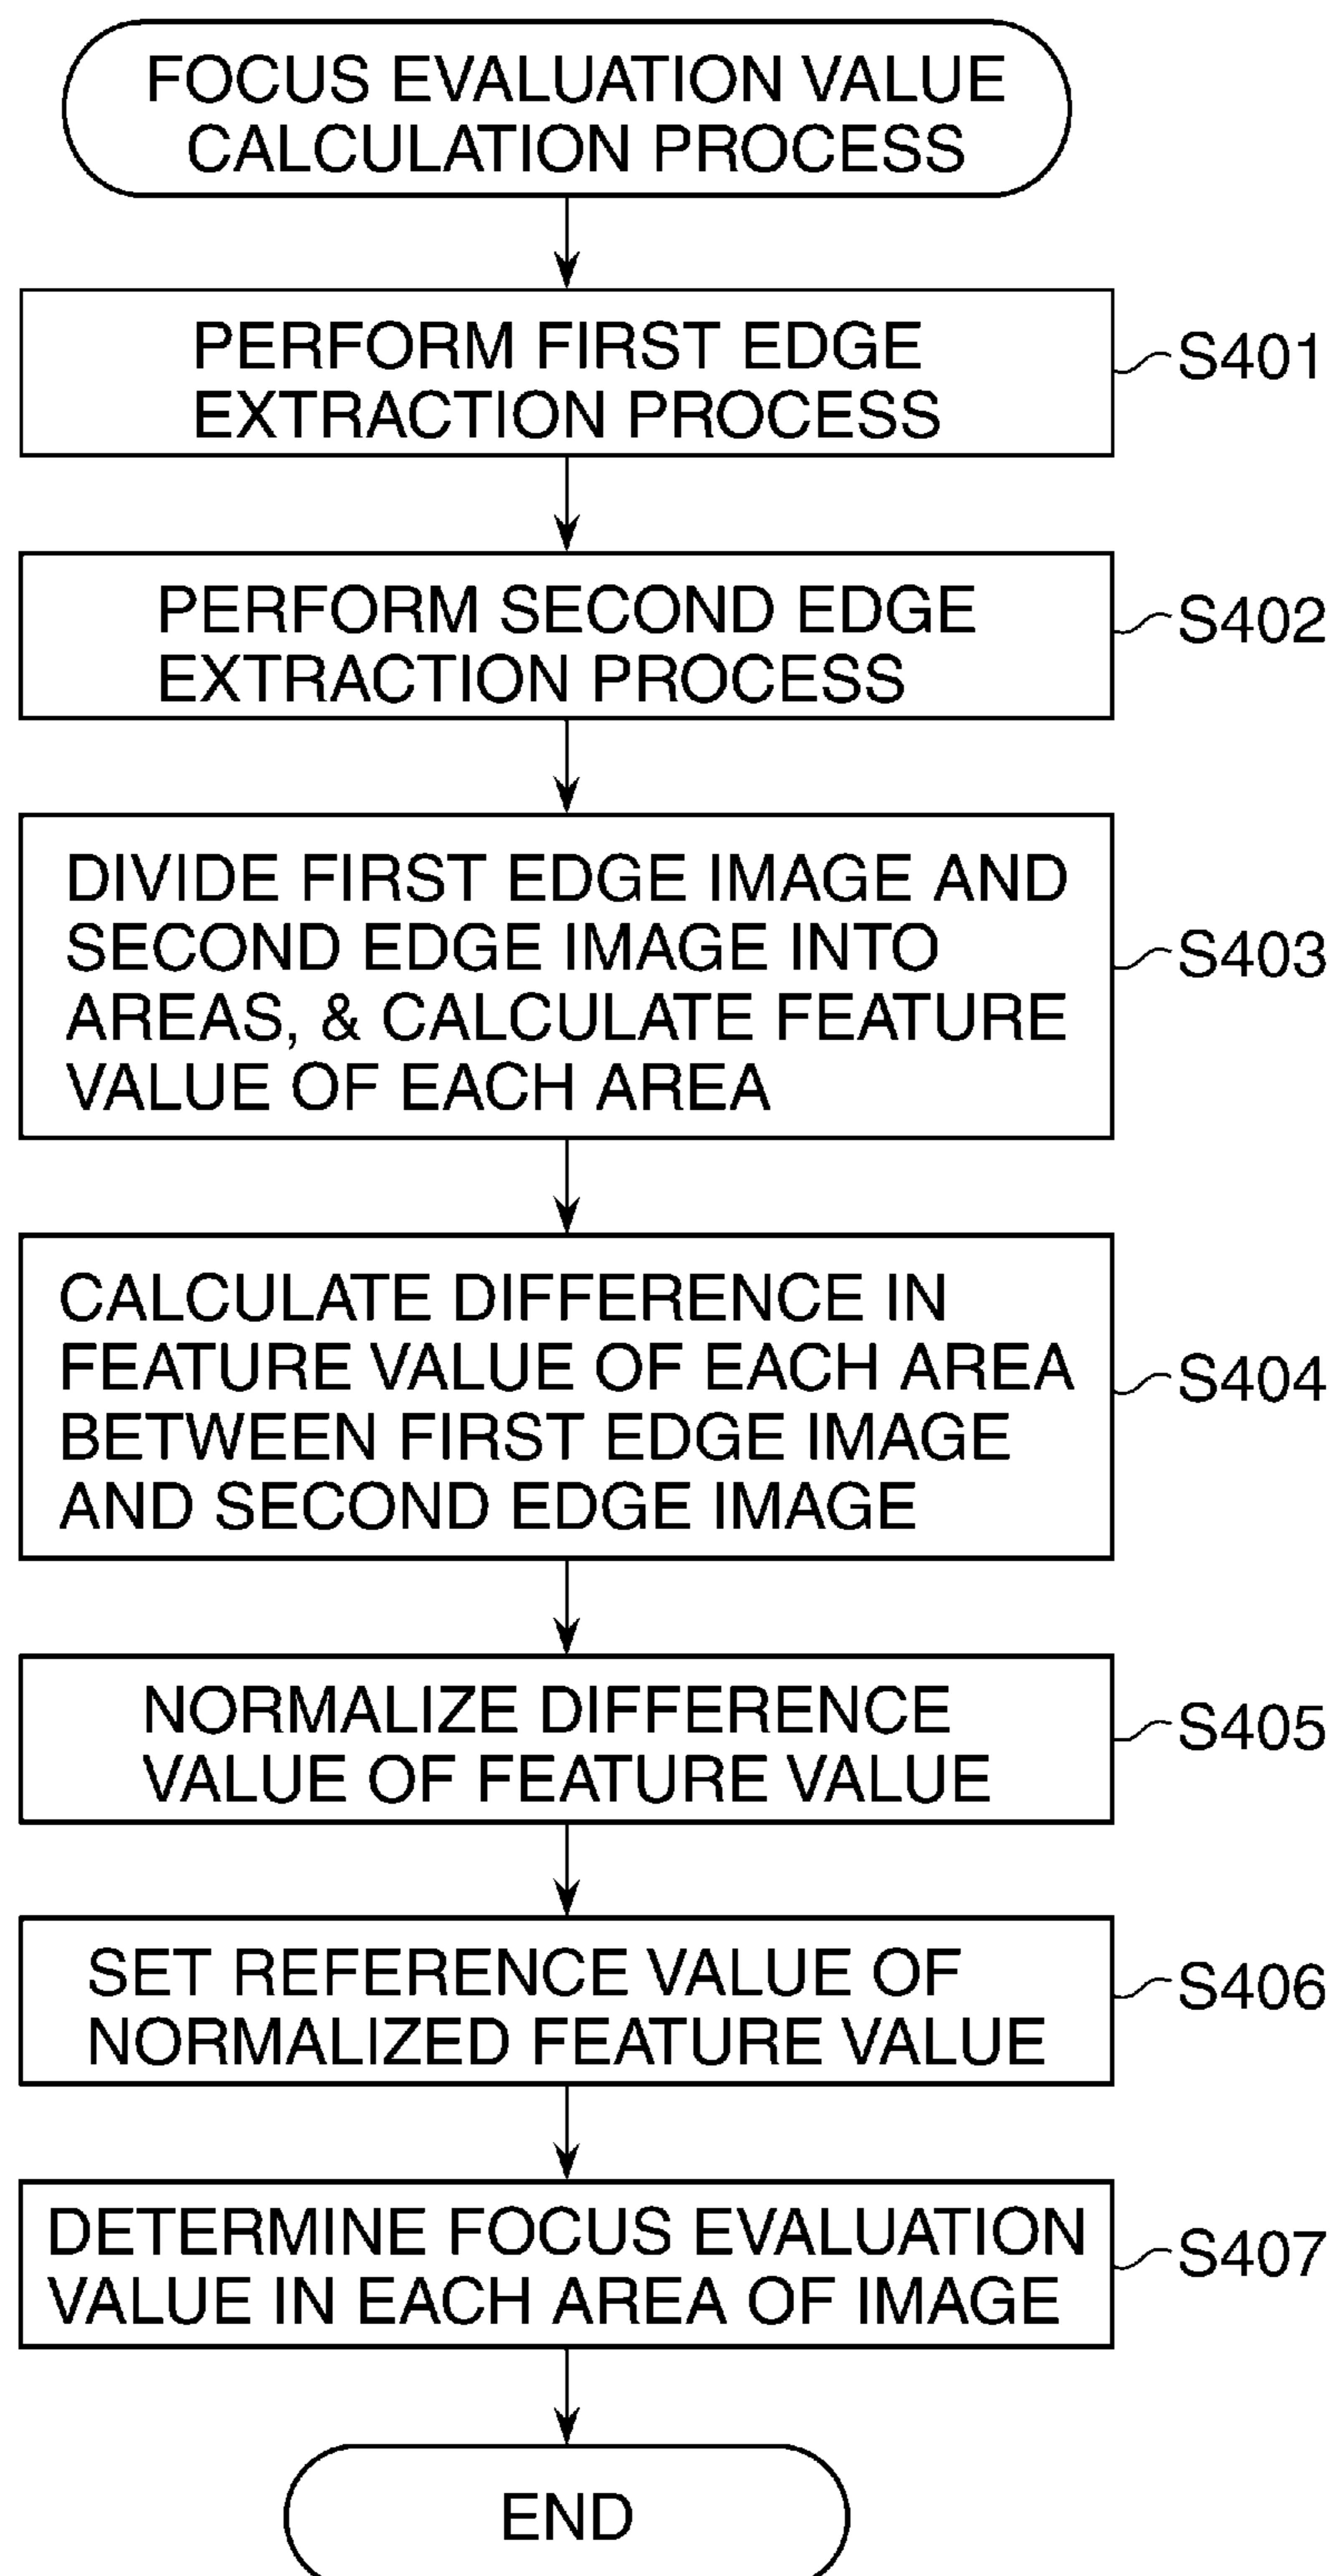 FOCUS EVALUATION VALUE
CALCULATION PROCESS
PERFORM FIRST EDGE
EXTRACTION PROCESS
S401
PERFORM SECOND EDGE
EXTRACTION PROCESS
S402
DIVIDE FIRST EDGE IMAGE AND
SECOND EDGE IMAGE INTO
AREAS, & CALCULATE FEATURE
VALUE OF EACH AREA
S403
CALCULATE DIFFERENCE IN
FEATURE VALUE OF EACH AREA
BETWEEN FIRST EDGE IMAGE
AND SECOND EDGE IMAGE
S404
NORMALIZE DIFFERENCE
VALUE OF FEATURE VALUE
S405
SET REFERENCE VALUE OF
NORMALIZED FEATURE VALUE
S406
DETERMINE FOCUS EVALUATION
VALUE IN EACH AREA OF IMAGE
S407
END